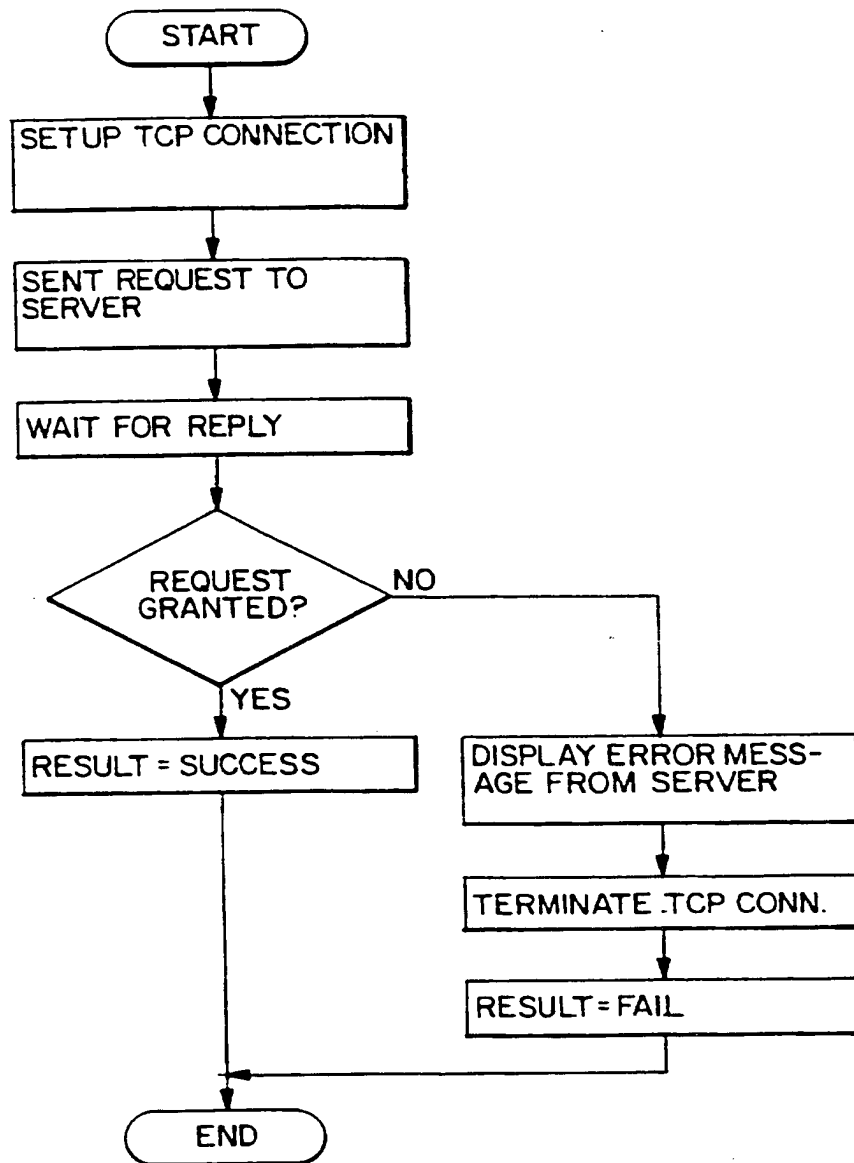 START
SETUP TCP CONNECTION
SENT REQUEST TO
SERVER
WAIT FOR REPLY
REQUEST
GRANTED?
NO
YES
RESULT = SUCCESS
DISPLAY ERROR MESS-
AGE FROM SERVER
TERMINATE TCP CONN.
RESULT = FAIL
END